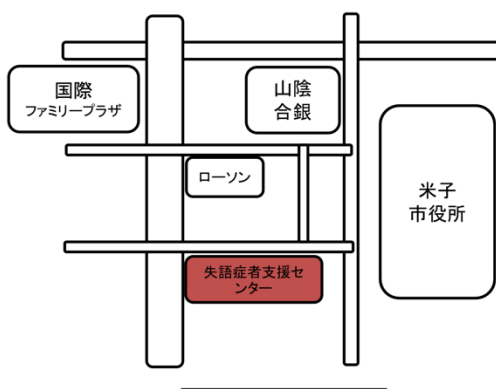 国際
ファミリープラザ
山陰
合銀
ローソン
米子
市役所
失語症者支援セ
ンター